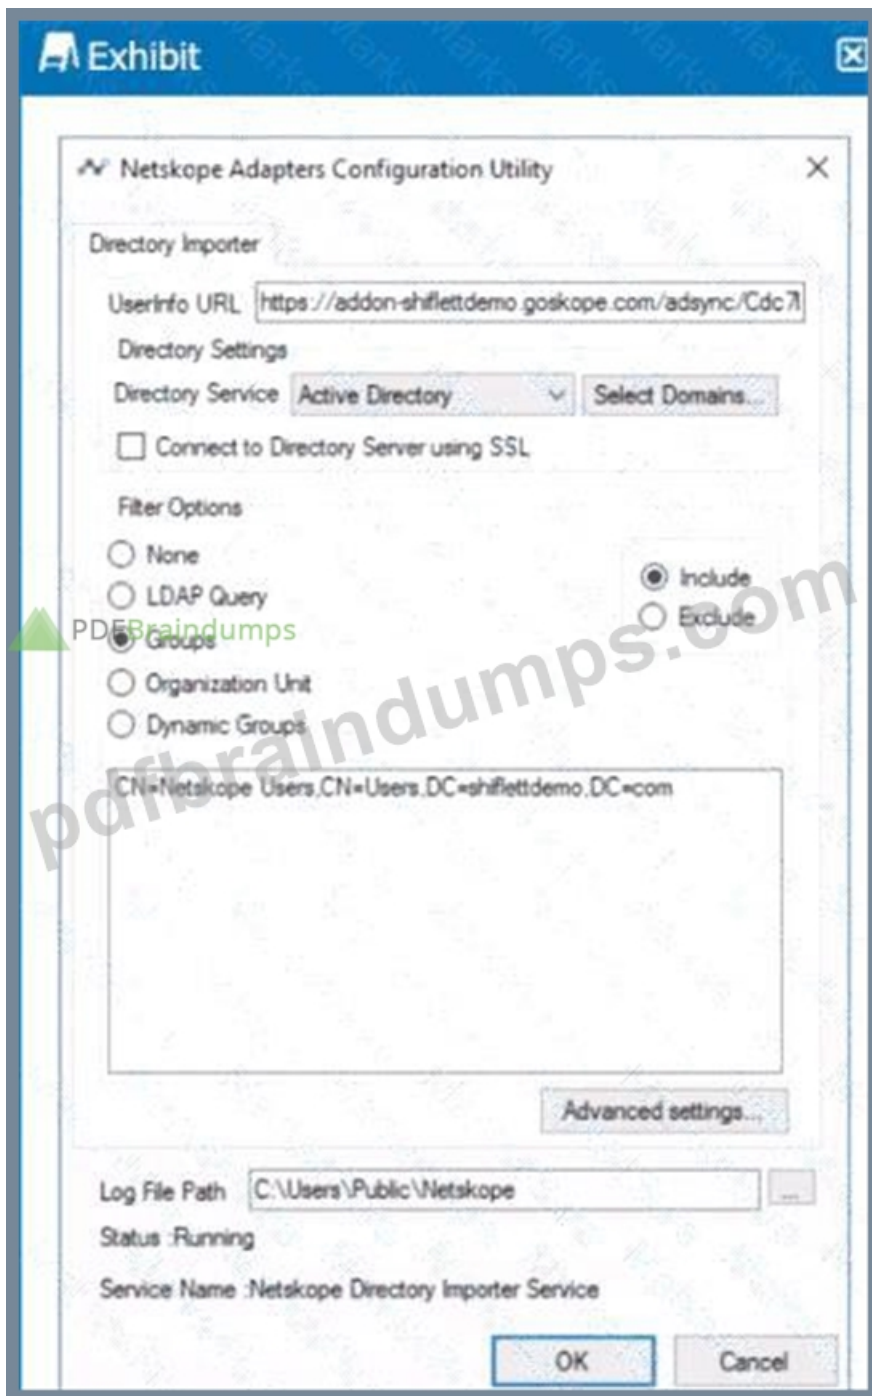 Exhibit
Netskope Adapters Configuration Utility
Directory Importer
UserInfo URL https://addon-shiflettdemo.goskope.com/adsync/Cdc7
Directory Settings
Directory Service Active Directory Select Domains...
Connect to Directory Server using SSL
Filter Options
None
Include
LDAP Query
Exclude
PDFBraindumps
Groups
Organization Unit
Dynamic Groups
pdfbraindumps.com
CN=Netskope Users,CN=Users,DC=shiflettdemo,DC=com
Advanced settings...
Log File Path C:\Users\Public\Netskope ...
Status :Running
Service Name :Netskope Directory Importer Service
OK Cancel